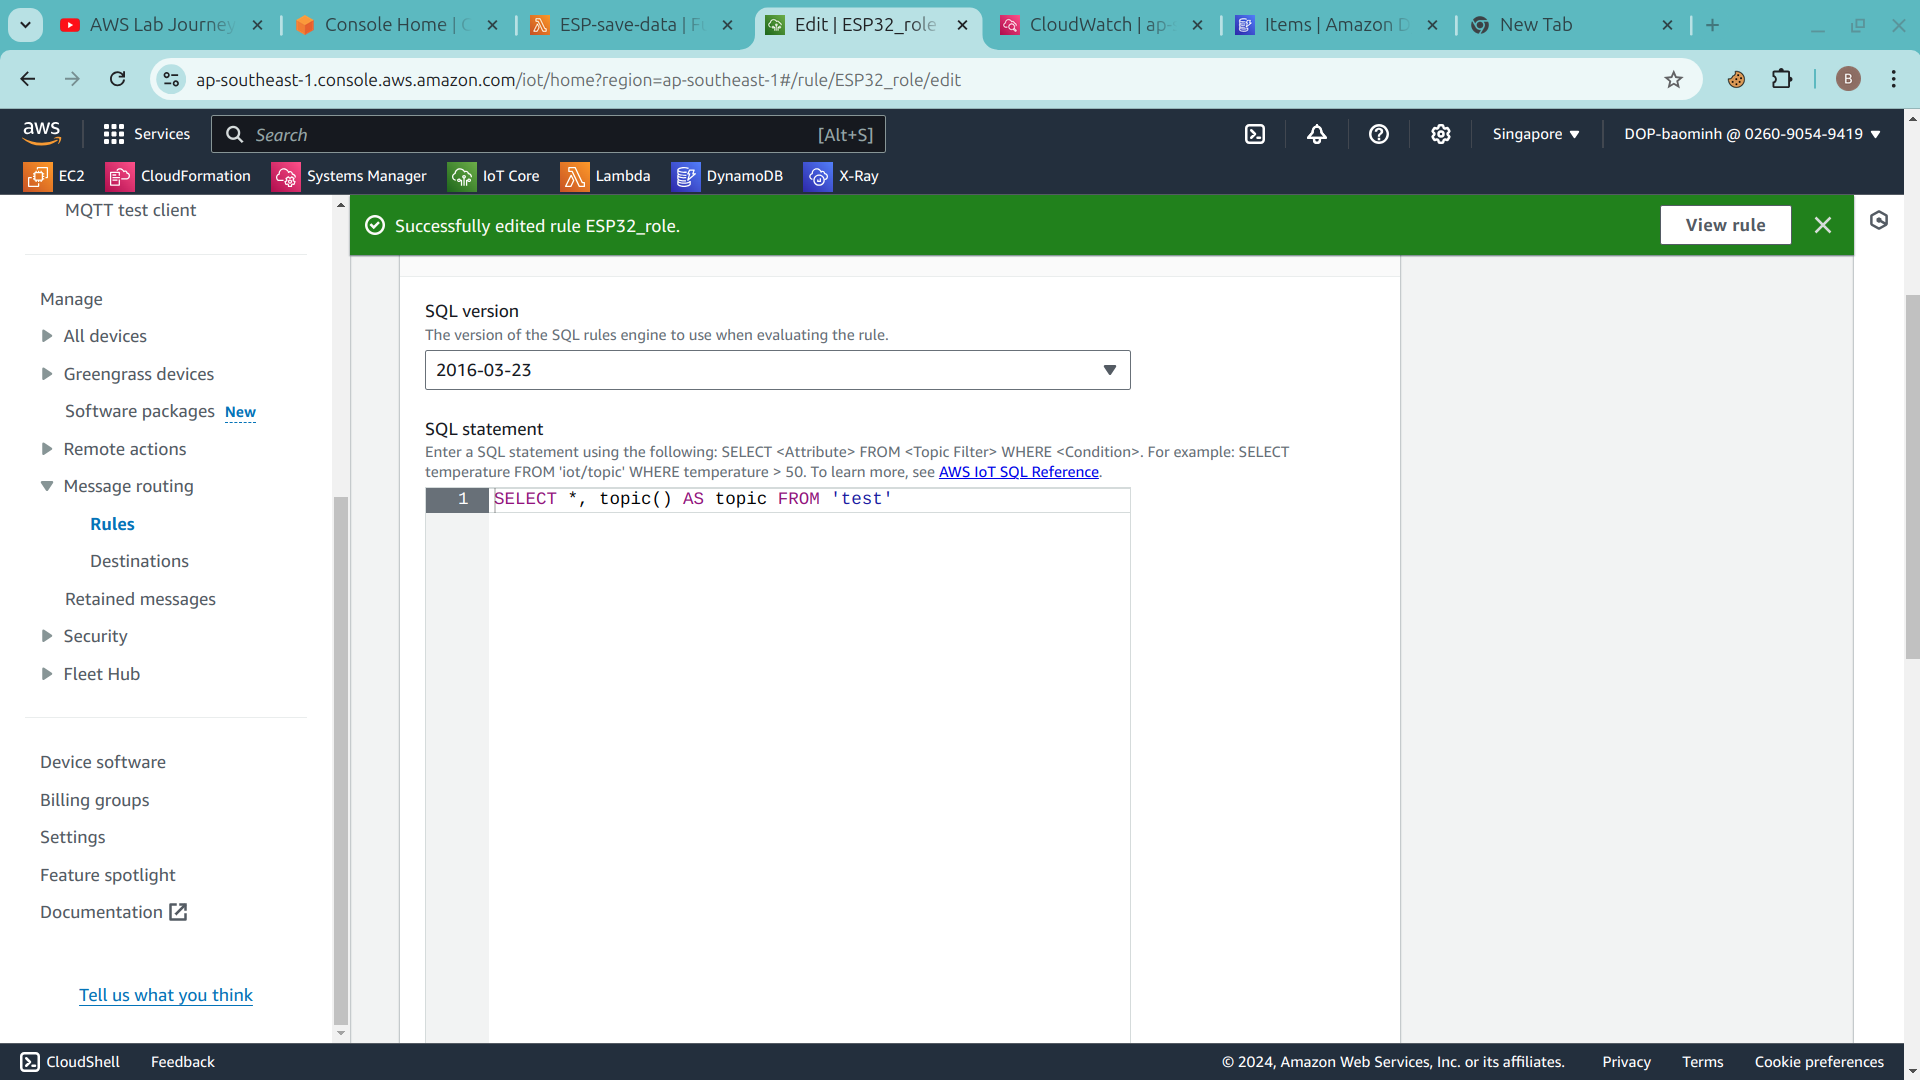 AWS Lab Journey
Console Home | C
ESP-save-data | Fu
Edit | ESP32_role
CloudWatch | ap-
Items | Amazon D
New Tab
ap-southeast-1.console.aws.amazon.com/iot/home?region=ap-southeast-1#/rule/ESP32_role/edit
B
aws
Services
Search
[Alt+S]
Singapore
DOP-baominh @ 0260-9054-9419
EC2
CloudFormation
Systems Manager
IoT Core
Lambda
DynamoDB
X-Ray
MQTT test client
Manage
All devices
Greengrass devices
Software packages New
Remote actions
Message routing
Rules
Destinations
Retained messages
Security
Fleet Hub
Device software
Billing groups
Settings
Feature spotlight
Documentation
Tell us what you think
Successfully edited rule ESP32_role.
View rule
SQL version
The version of the SQL rules engine to use when evaluating the rule.
2016-03-23
SQL statement
Enter a SQL statement using the following: SELECT <Attribute> FROM <Topic Filter> WHERE <Condition>. For example: SELECT
temperature FROM 'iot/topic' WHERE temperature > 50. To learn more, see AWS IoT SQL Reference.
1 SELECT *, topic() AS topic FROM 'test'
CloudShell
Feedback
© 2024, Amazon Web Services, Inc. or its affiliates.
Privacy
Terms
Cookie preferences